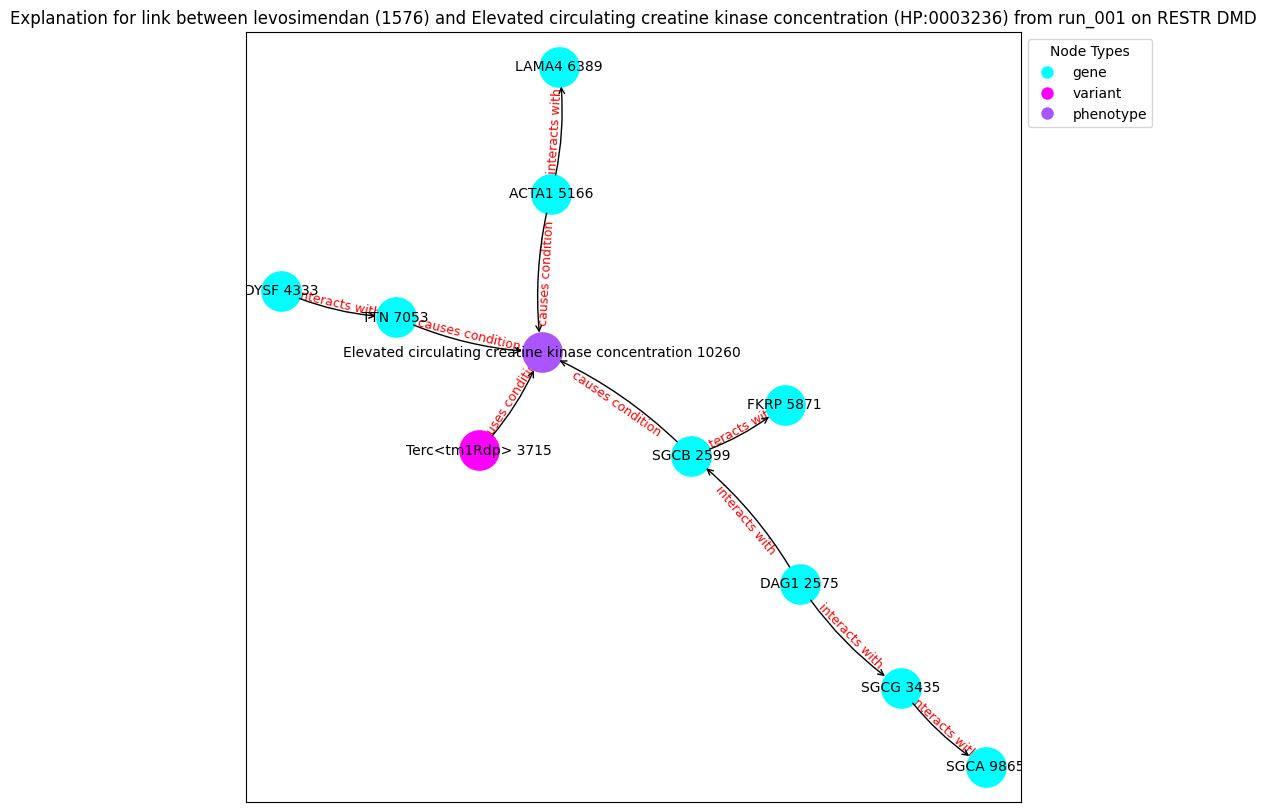 Explanation for link between levosimendan (1576) and Elevated circulating creatine kinase concentration (HP:0003236) from run_001 on RESTR DMD
Node Types
gene
variant
phenotype
LAMA4 6389
interacts with
ACTA1 5166
causes condition
DYSF 4333
interacts with
TTN 7053
causes condition
Elevated circulating creatine kinase concentration 10260
causes condition
causes condition
FKRP 5871
interacts with
Terc<tm1Rdp> 3715
SGCB 2599
interacts with
DAG1 2575
interacts with
SGCG 3435
interacts with
SGCA 9865